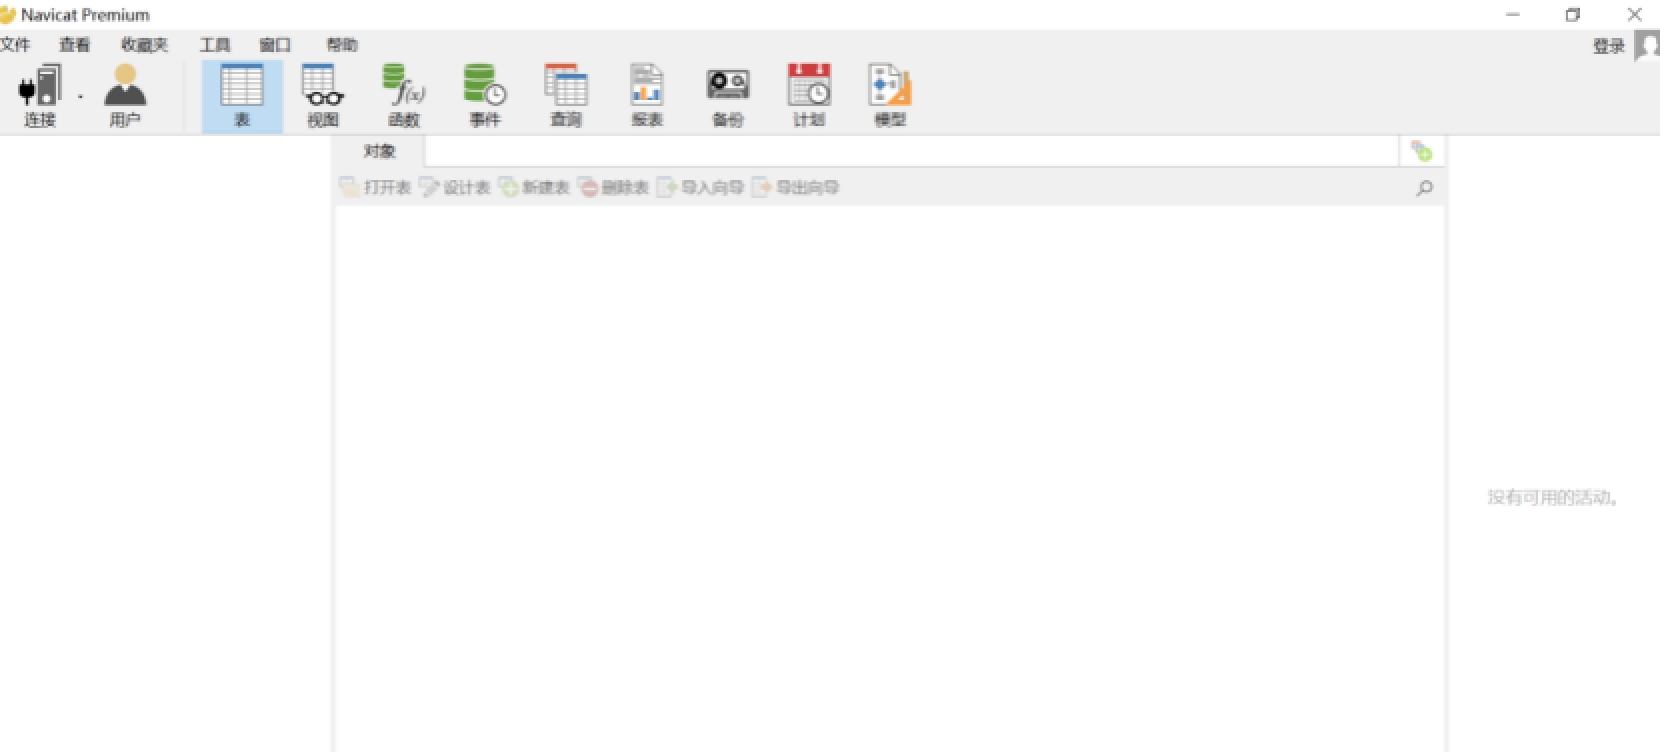 Navicat Premium
文件 查看 收藏夹 工具 窗口 帮助 登录
连接 用户 表 视图 函数 事件 查询 报表 备份 计划 模型
对象
打开表 设计表 新建表 删除表 导入向导 导出向导
没有可用的活动。